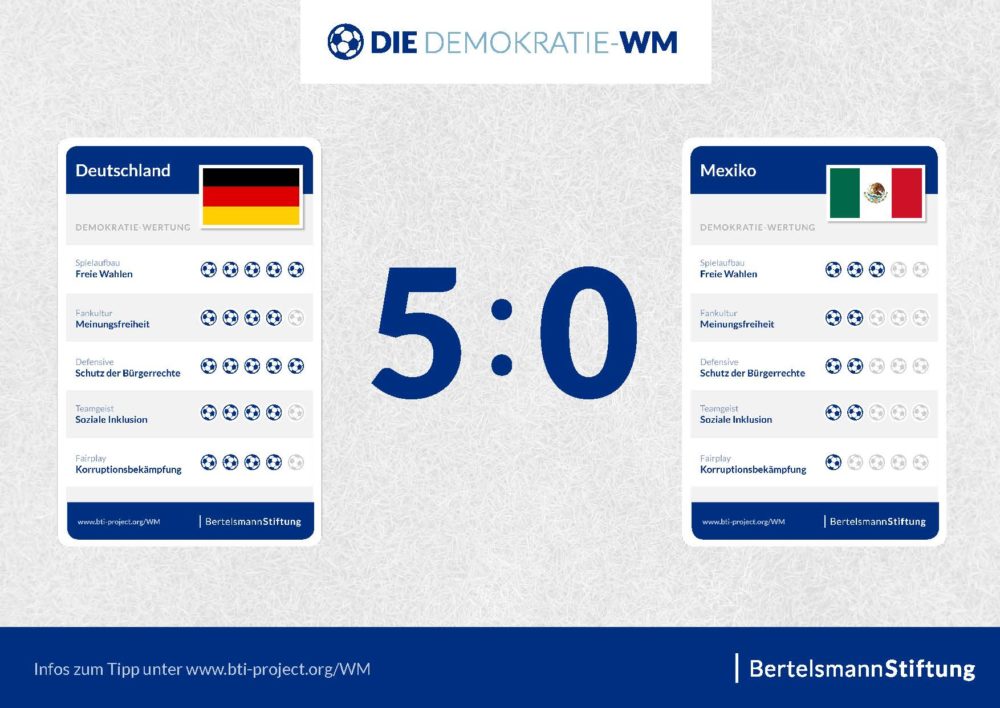 DIE DEMOKRATIE-WM
Deutschland
DEMOKRATIE-WERTUNG
Spielaufbau
Freie Wahlen
Fankultur
Meinungsfreiheit
Defensive
Schutz der Bürgerrechte
Teamgeist
Soziale Inklusion
Fairplay
Korruptionsbekämpfung
www.bti-project.org/WM
BertelsmannStiftung
5:0
Mexiko
DEMOKRATIE-WERTUNG
Spielaufbau
Freie Wahlen
Fankultur
Meinungsfreiheit
Defensive
Schutz der Bürgerrechte
Teamgeist
Soziale Inklusion
Fairplay
Korruptionsbekämpfung
www.bti-project.org/WM
BertelsmannStiftung
Infos zum Tipp unter www.bti-project.org/WM
BertelsmannStiftung